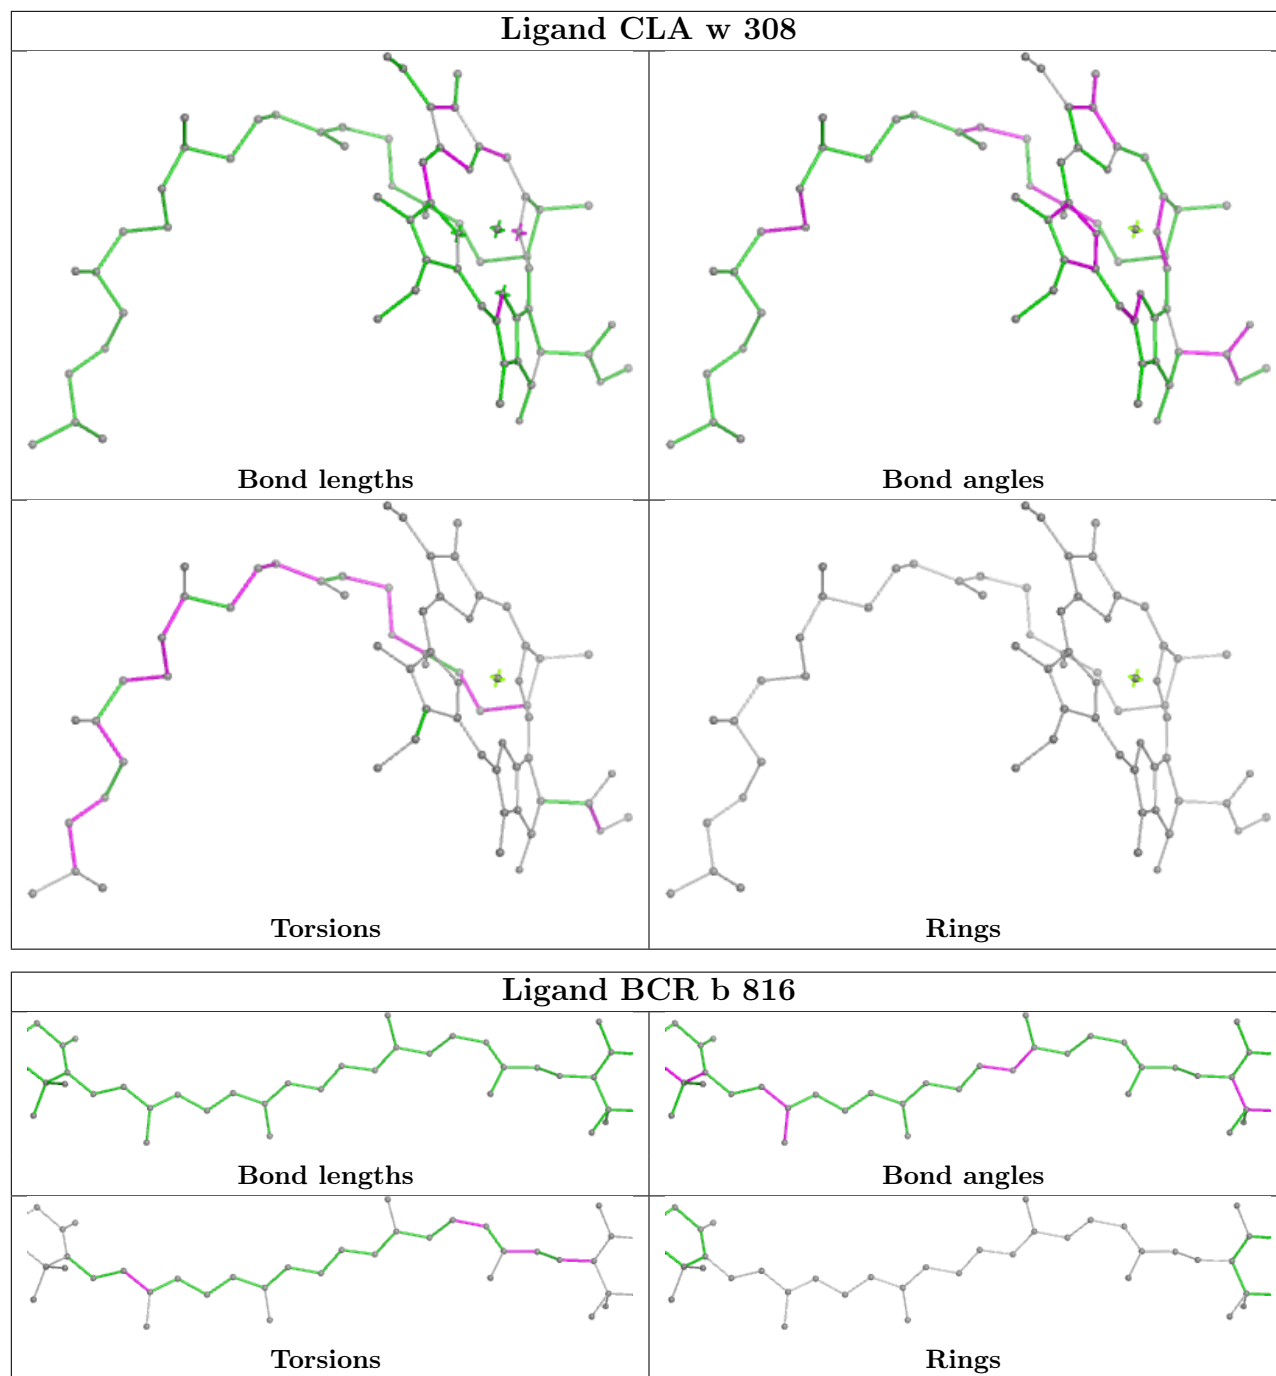 Ligand CLA w 308
Bond lengths
Bond angles
Torsions
Rings
Ligand BCR b 816
Bond lengths
Bond angles
Torsions
Rings